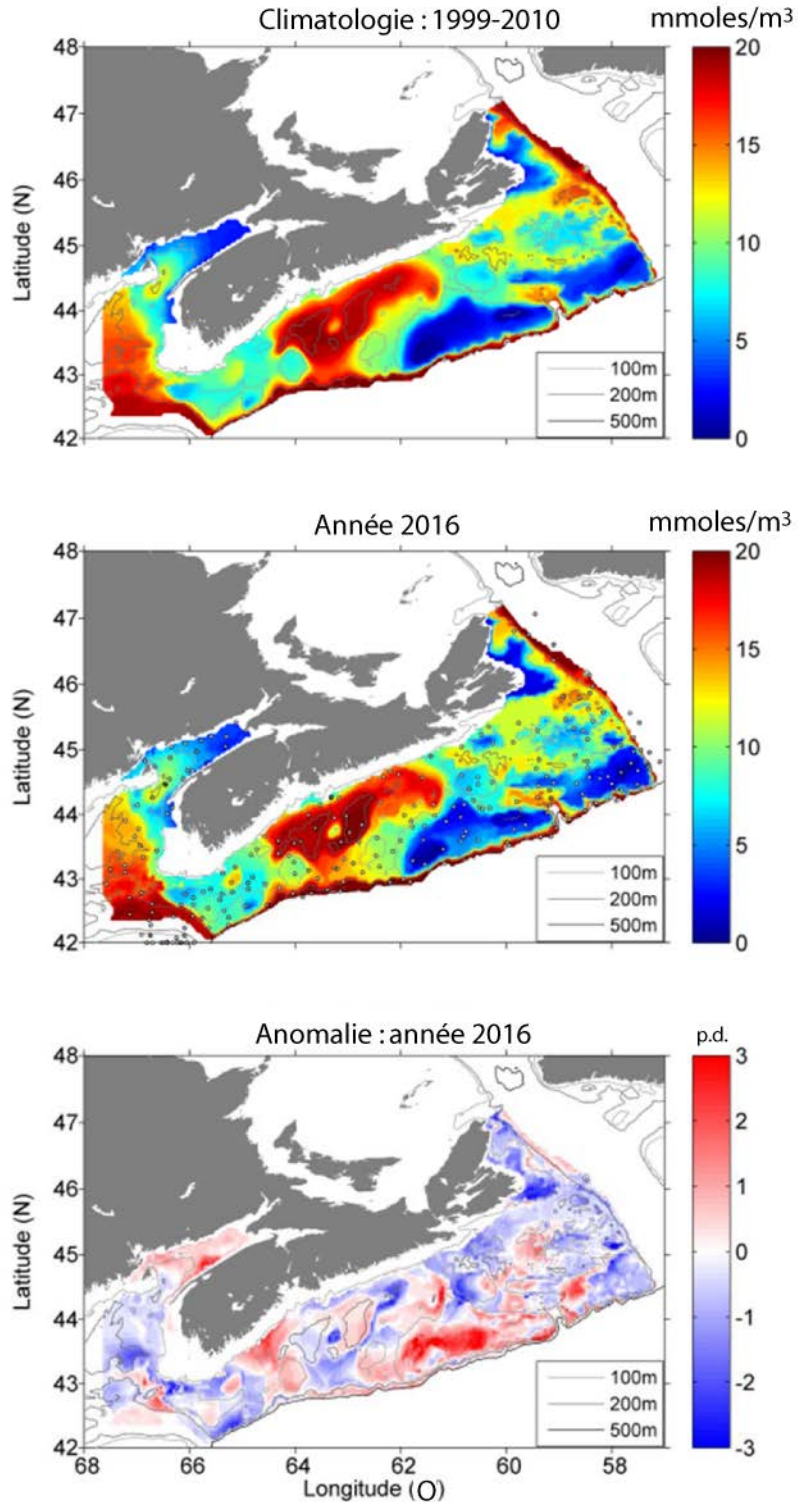 Climatologie : 1999-2010
mmoles/m³
48
47
46
45
44
43
42
Latitude (N)
100m
200m
500m
20
15
10
5
0
Année 2016
mmoles/m³
48
47
46
45
44
43
42
Latitude (N)
100m
200m
500m
20
15
10
5
0
Anomalie : année 2016
p.d.
48
47
46
45
44
43
42
Latitude (N)
100m
200m
500m
3
2
1
0
-1
-2
-3
68
66
64
62
60
58
Longitude (O)